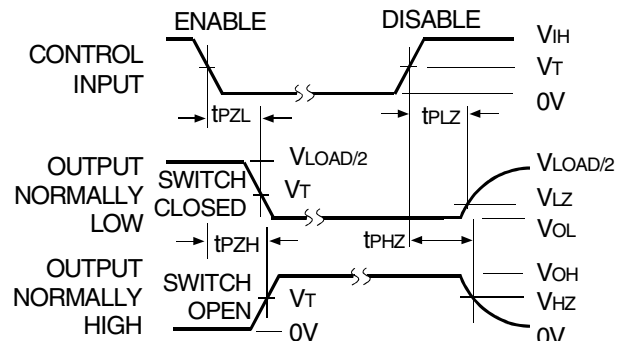 ENABLE
DISABLE
CONTROL
INPUT
VIH
VT
0V
tPZL
tPLZ
OUTPUT
NORMALLY
LOW
SWITCH
CLOSED
VLOAD/2
VT
VLOAD/2
VLZ
VOL
tPZH
tPHZ
OUTPUT
NORMALLY
HIGH
SWITCH
OPEN
VT
0V
VOH
VHZ
0V